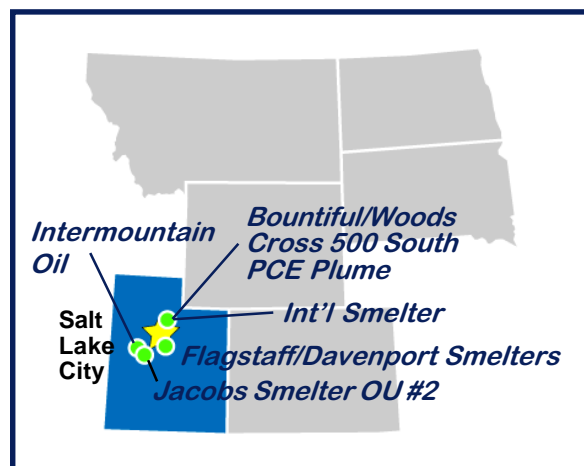 Bountiful/Woods
Cross 500 South
PCE Plume
Intermountain
Oil
Int'l Smelter
Salt
Lake
City
Flagstaff/Davenport Smelters
Jacobs Smelter OU #2